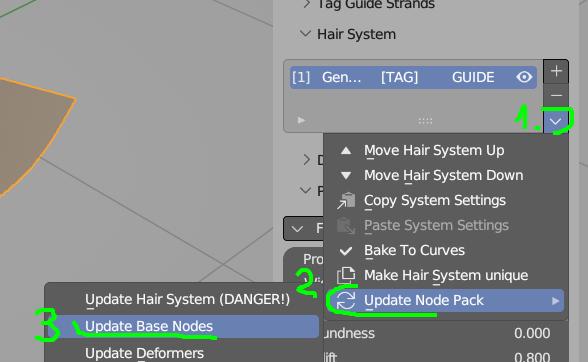 Tag Guide Strands
Hair System
[1] Gen... [TAG] GUIDE
1.
Move Hair System Up
Move Hair System Down
Copy System Settings
Paste System Settings
Bake To Curves
Make Hair System unique
2.
Update Node Pack
Update Hair System (DANGER!)
3
Update Base Nodes
Update Deformers
D
P
F
Pro
undness 0.000
lift 0.800